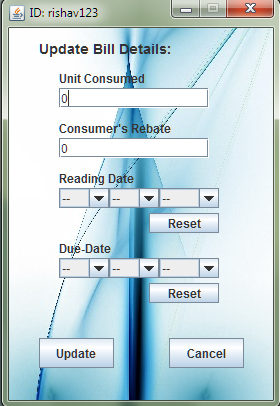 ID: rishav123
Update Bill Details:
Unit Consumed
0
Consumer's Rebate
0
Reading Date
-- -- --
Reset
Due-Date
-- -- --
Reset
Update Cancel